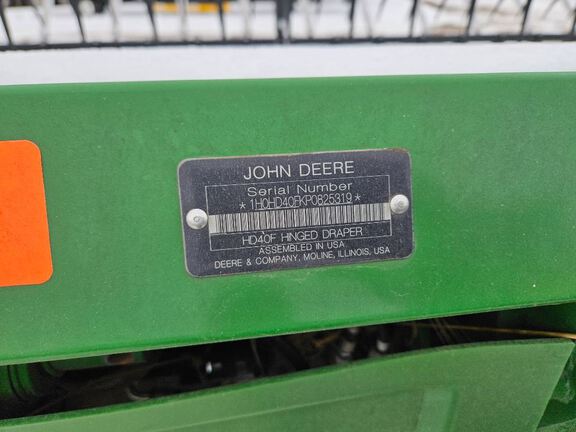 JOHN DEERE
Serial Number
*1H0HD40FKP0825319*
HD40F HINGED DRAPER
ASSEMBLED IN USA
DEERE & COMPANY, MOLINE, ILLINOIS, USA